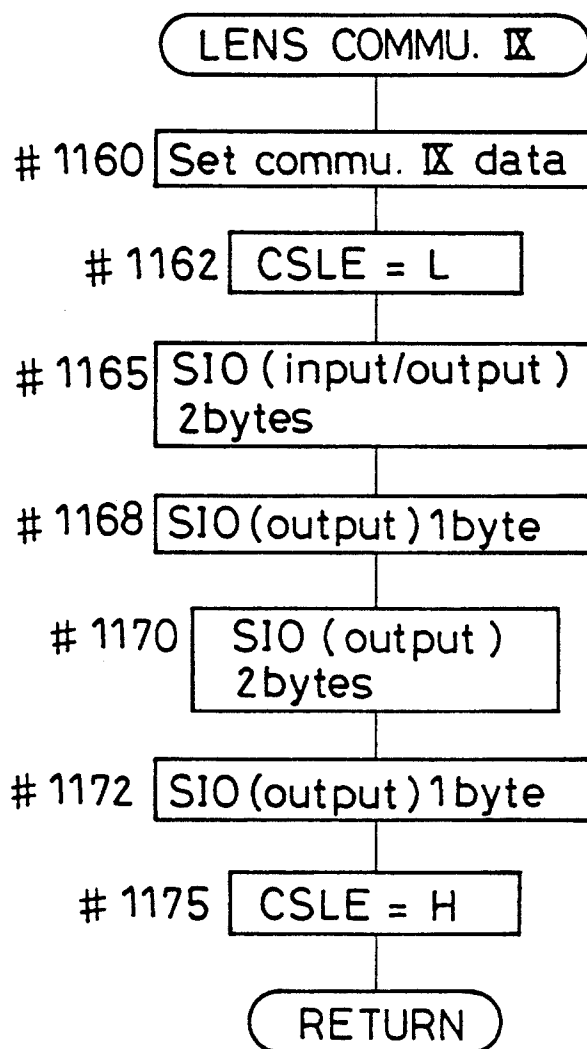 LENS COMMU. IX
# 1160 Set commu. IX data
# 1162 CSLE = L
# 1165 SIO (input/output)
2bytes
# 1168 SIO (output) 1byte
# 1170 SIO (output)
2bytes
# 1172 SIO (output) 1byte
# 1175 CSLE = H
RETURN